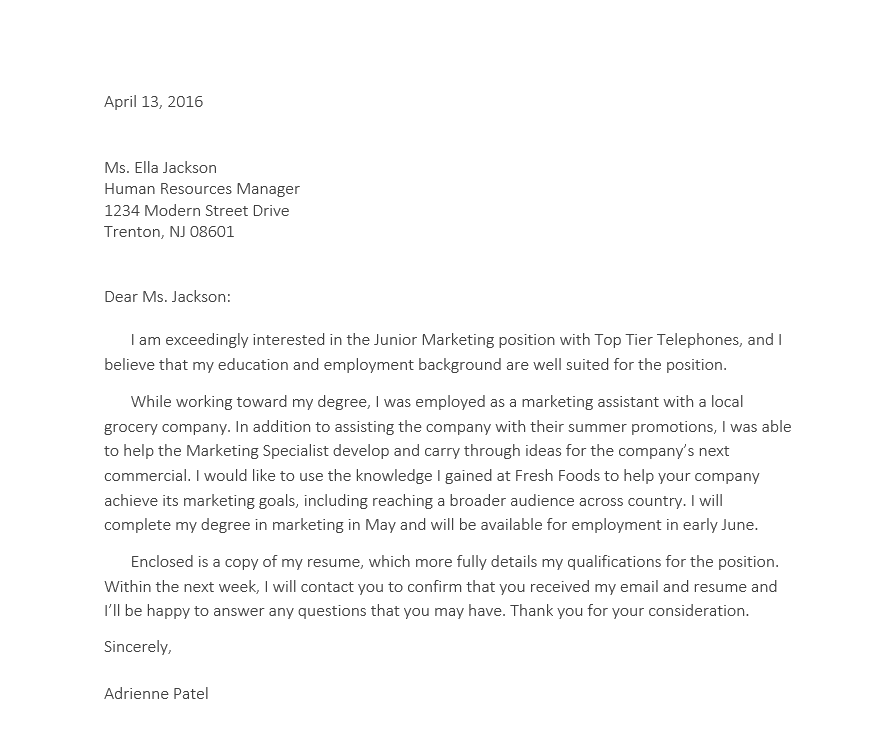 April 13, 2016
Ms. Ella Jackson
Human Resources Manager
1234 Modern Street Drive
Trenton, NJ 08601
Dear Ms. Jackson:
I am exceedingly interested in the Junior Marketing position with Top Tier Telephones, and I
believe that my education and employment background are well suited for the position.
While working toward my degree, I was employed as a marketing assistant with a local
grocery company. In addition to assisting the company with their summer promotions, I was able
to help the Marketing Specialist develop and carry through ideas for the company’s next
commercial. I would like to use the knowledge I gained at Fresh Foods to help your company
achieve its marketing goals, including reaching a broader audience across country. I will
complete my degree in marketing in May and will be available for employment in early June.
Enclosed is a copy of my resume, which more fully details my qualifications for the position.
Within the next week, I will contact you to confirm that you received my email and resume and
I’ll be happy to answer any questions that you may have. Thank you for your consideration.
Sincerely,
Adrienne Patel